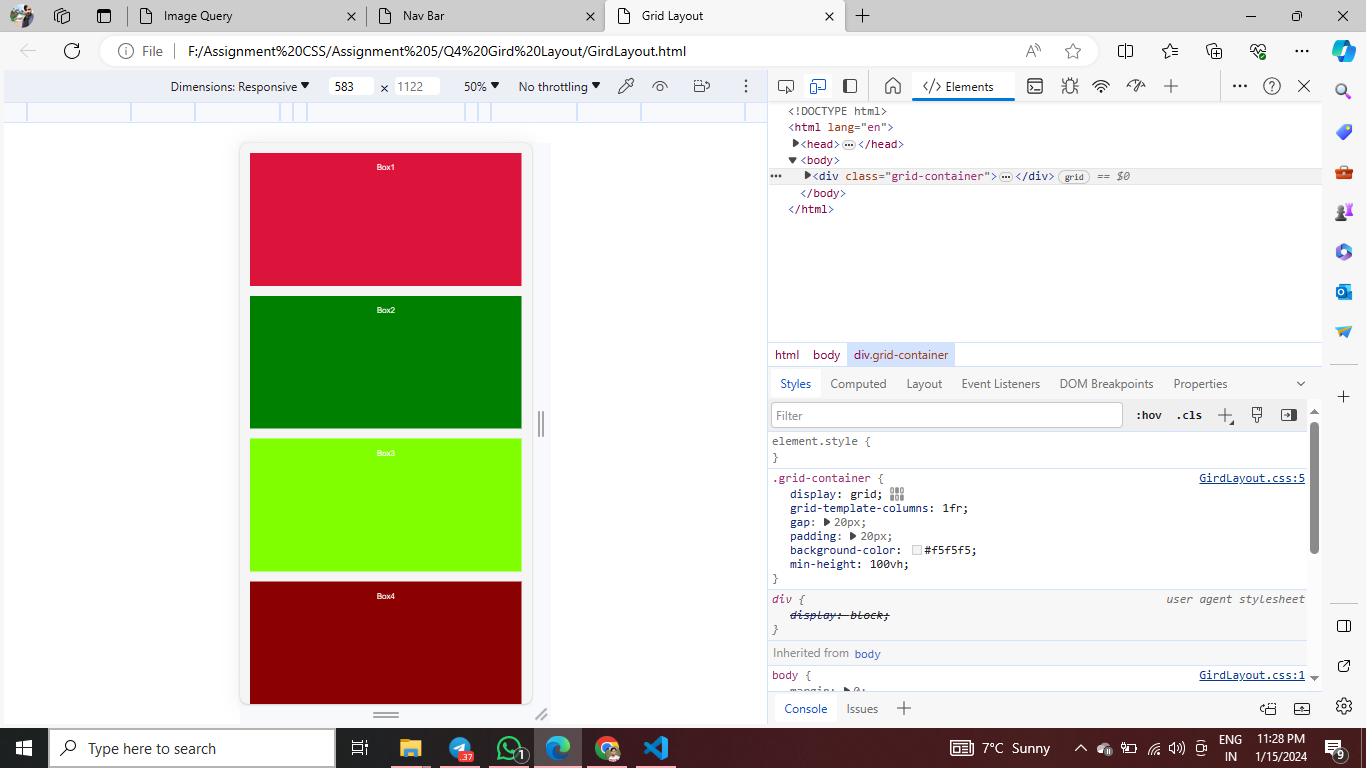 Image Query
Nav Bar
Grid Layout
File
F:/Assignment%20CSS/Assignment%205/Q4%20Gird%20Layout/GirdLayout.html
Dimensions: Responsive
583
×
1122
50%
No throttling
</> Elements
Box1
Box2
Box3
Box4
<!DOCTYPE html>
<html lang="en">
<head>…</head>
<body>
… <div class="grid-container">…</div> grid == $0
</body>
</html>
html body div.grid-container
Styles Computed Layout Event Listeners DOM Breakpoints Properties
Filter
:hov .cls
element.style {
}
.grid-container {
GirdLayout.css:5
display: grid;
grid-template-columns: 1fr;
gap: 20px;
padding: 20px;
background-color: #f5f5f5;
min-height: 100vh;
}
div {
user agent stylesheet
display: block;
}
Inherited from body
body {
GirdLayout.css:1
margin: 0;
Console Issues
Type here to search
37
1
7°C Sunny
ENG
IN
11:28 PM
1/15/2024
9